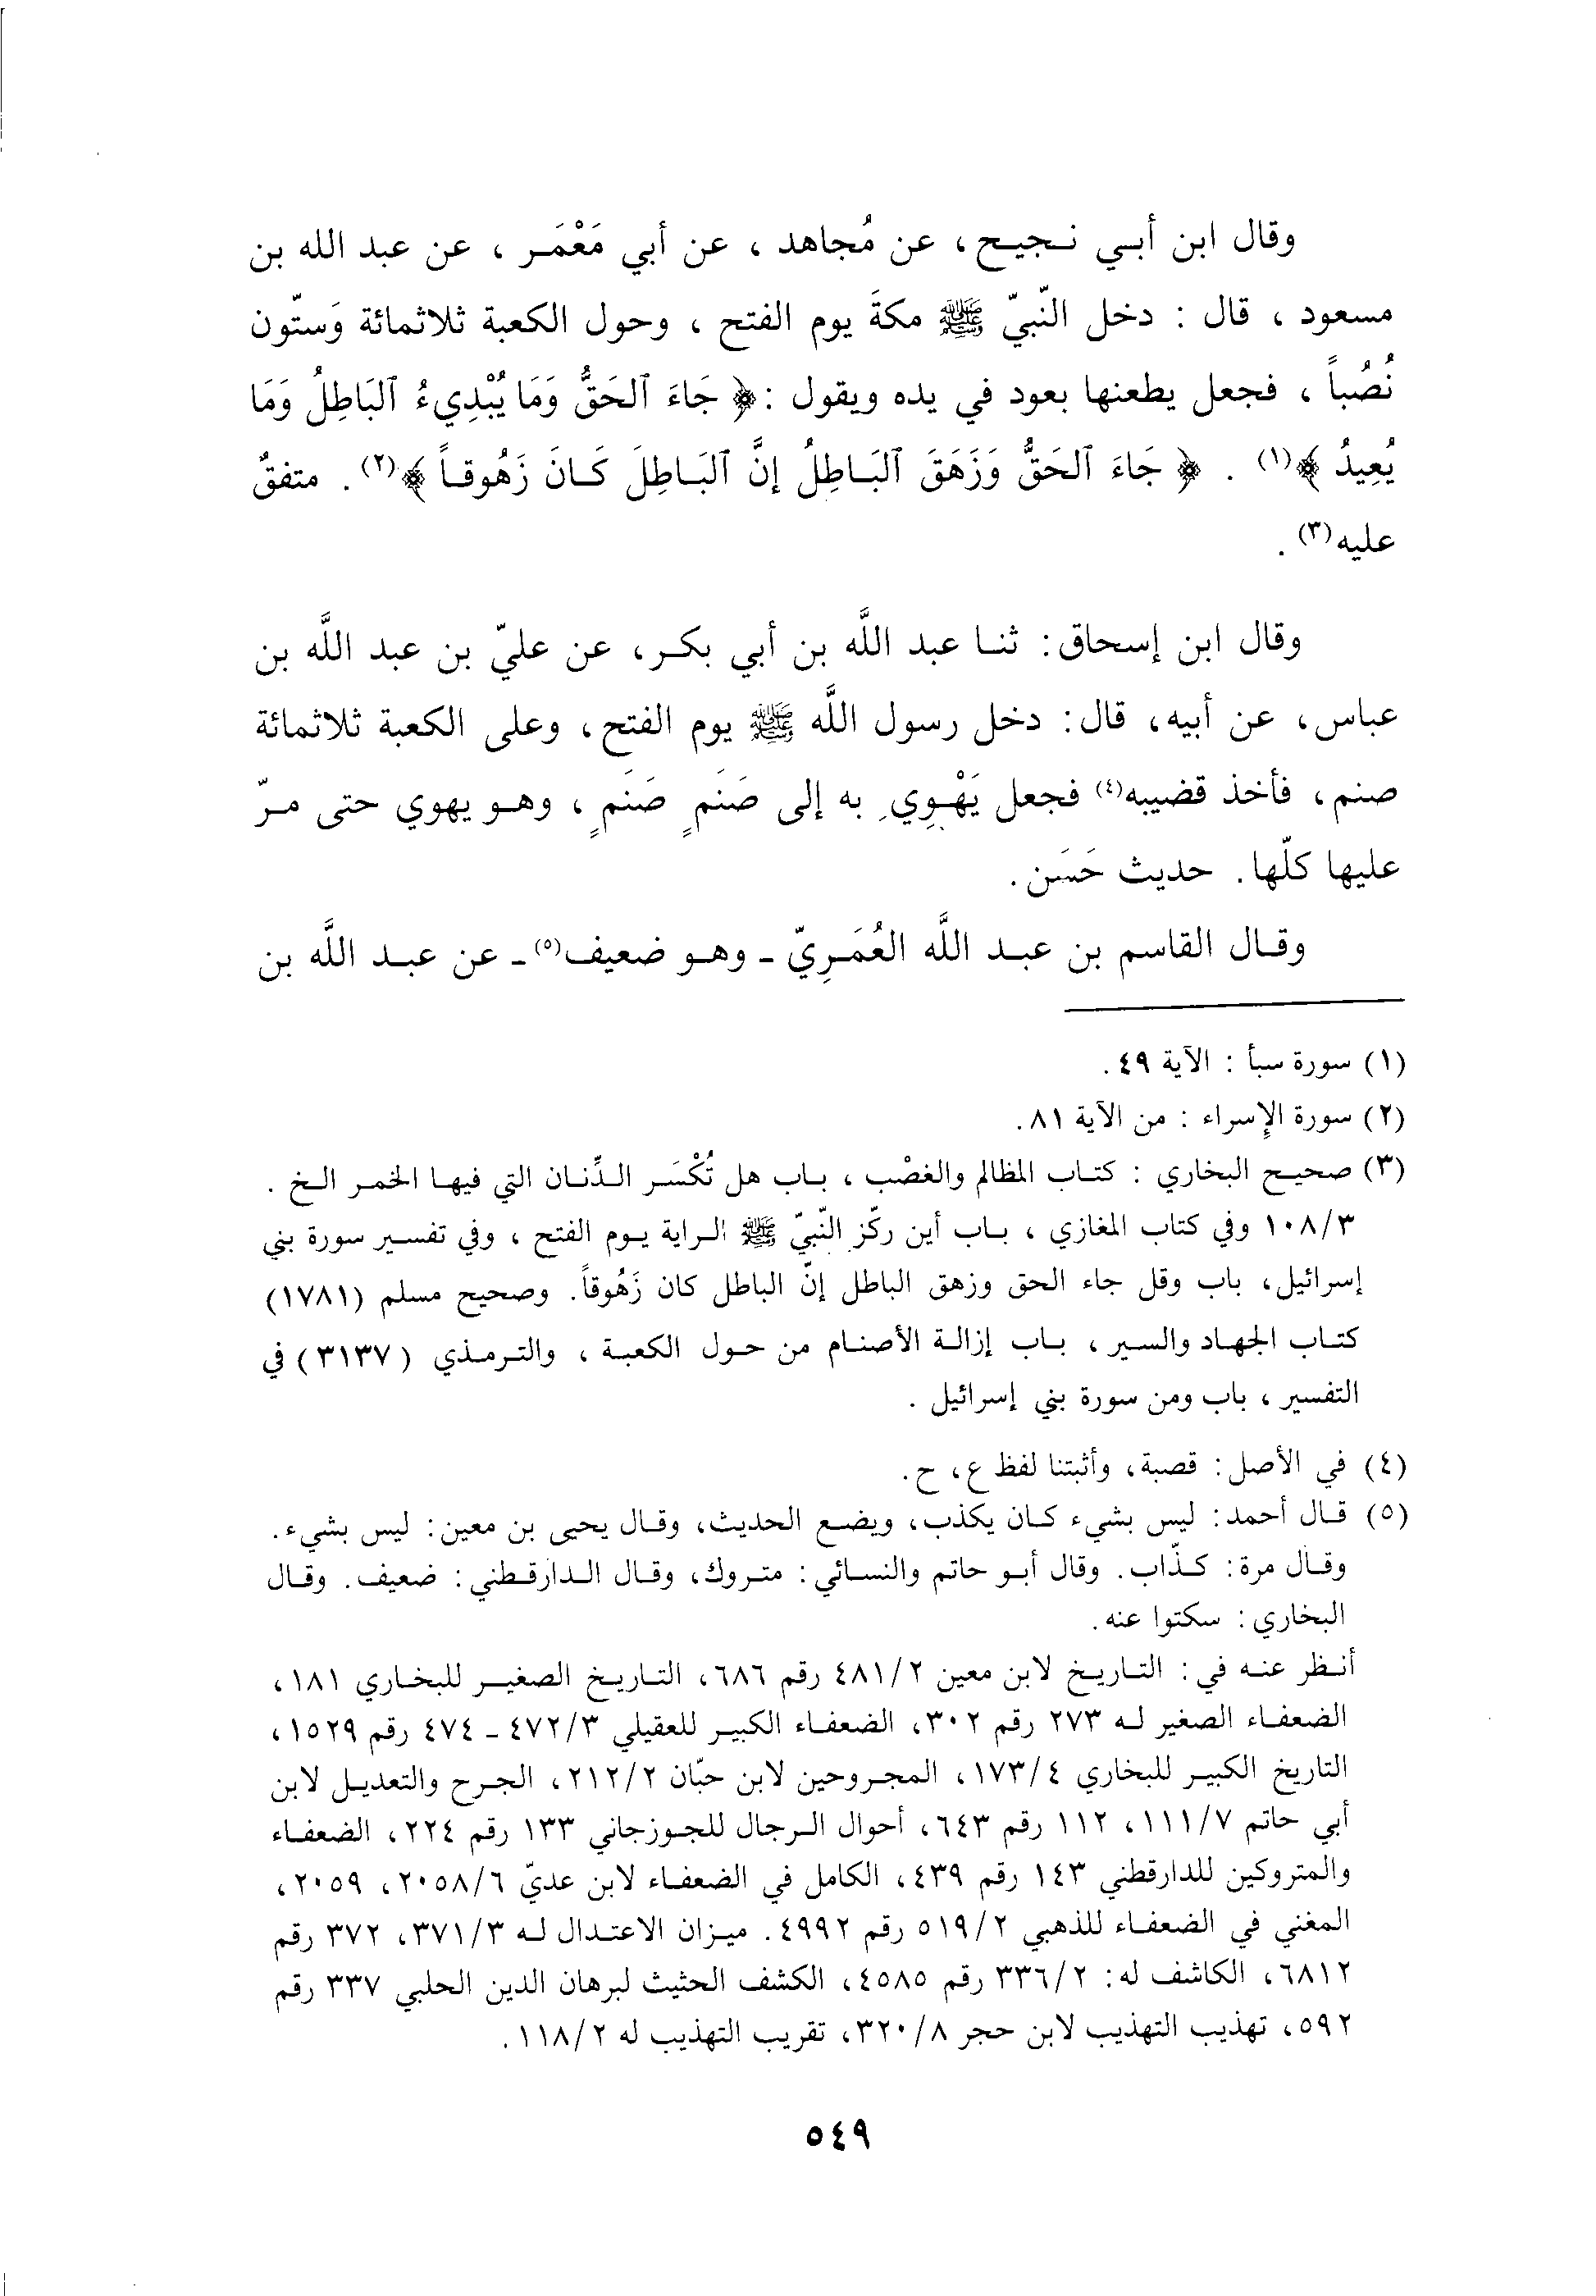 وقال ابن أبي نجيح، عن مُجاهد ، عن أبي مَعْمَر ، عن عبد الله بن
مسعود ، قال : دخل النّبيّ ﷺ مكةَ يوم الفتح ، وحول الكعبة ثلاثمائة وَستّون
نُصُباً ، فجعل يطعنها بعود في يده ويقول : ﴿ جَاءَ ٱلحَقُّ وَمَا يُبْدِيءُ ٱلبَاطِلُ وَمَا
يُعِيدُ ﴾(١) . ﴿ جَاءَ ٱلحَقُّ وَزَهَقَ ٱلبَاطِلُ إنَّ ٱلبَاطِلَ كَانَ زَهُوقاً ﴾(٢) . متفقٌ
عليه(٣) .
وقال ابن إسحاق: ثنا عبد اللَّه بن أبي بكر، عن عليّ بن عبد اللَّه بن
عباس، عن أبيه، قال: دخل رسول اللَّه ﷺ يوم الفتح، وعلى الكعبة ثلاثمائة
صنم، فأخذ قضيبه(٤) فجعل يَهْوِي به إلى صَنَمٍ صَنَمٍ ، وهو يهوي حتى مرّ
عليها كلّها. حديث حَسَن.
وقال القاسم بن عبد اللَّه العُمَرِيّ - وهو ضعيف(٥) - عن عبد اللَّه بن
(١) سورة سبأ : الآية ٤٩.
(٢) سورة الإسراء : من الآية ٨١.
(٣) صحيح البخاري : كتاب المظالم والغصْب ، باب هل تُكْسَر الدِّنان التي فيها الخمر الخ .
١٠٨/٣ وفي كتاب المغازي ، باب أين ركّز النّبيّ ﷺ الراية يوم الفتح ، وفي تفسير سورة بني
إسرائيل، باب وقل جاء الحق وزهق الباطل إنّ الباطل كان زَهُوقاً. وصحيح مسلم (١٧٨١)
كتاب الجهاد والسير ، باب إزالة الأصنام من حول الكعبة ، والترمذي (٣١٣٧) في
التفسير ، باب ومن سورة بني إسرائيل .
(٤) في الأصل: قصبة، وأثبتنا لفظ ع، ح.
(٥) قال أحمد: ليس بشيء كان يكذب، ويضع الحديث، وقال يحيى بن معين: ليس بشيء.
وقال مرة: كذّاب. وقال أبو حاتم والنسائي: متروك، وقال الدارقطني: ضعيف. وقال
البخاري: سكتوا عنه.
أنظر عنه في: التاريخ لابن معين ٤٨١/٢ رقم ٦٨٦، التاريخ الصغير للبخاري ١٨١،
الضعفاء الصغير له ٢٧٣ رقم ٣٠٢، الضعفاء الكبير للعقيلي ٤٧٢/٣ - ٤٧٤ رقم ١٥٢٩،
التاريخ الكبير للبخاري ١٧٣/٤، المجروحين لابن حبّان ٢١٢/٢، الجرح والتعديل لابن
أبي حاتم ١١١/٧، ١١٢ رقم ٦٤٣، أحوال الرجال للجوزجاني ١٣٣ رقم ٢٢٤، الضعفاء
والمتروكين للدارقطني ١٤٣ رقم ٤٣٩، الكامل في الضعفاء لابن عديّ ٢٠٥٨/٦، ٢٠٥٩،
المغني في الضعفاء للذهبي ٥١٩/٢ رقم ٤٩٩٢. ميزان الاعتدال له ٣٧١/٣، ٣٧٢ رقم
٦٨١٢، الكاشف له: ٣٣٦/٢ رقم ٤٥٨٥، الكشف الحثيث لبرهان الدين الحلبي ٣٣٧ رقم
٥٩٢، تهذيب التهذيب لابن حجر ٣٢٠/٨، تقريب التهذيب له ١١٨/٢.
٥٤٩